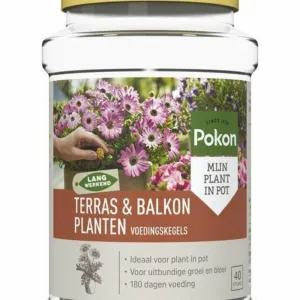 SINDS 1929
Pokon
MIJN
PLANT
IN POT
LANG
WERKEND
TERRAS & BALKON
PLANTEN VOEDINGSKEGELS
• Ideaal voor plant in pot
• Voor uitbundige groei en bloei
• 180 dagen voeding
40